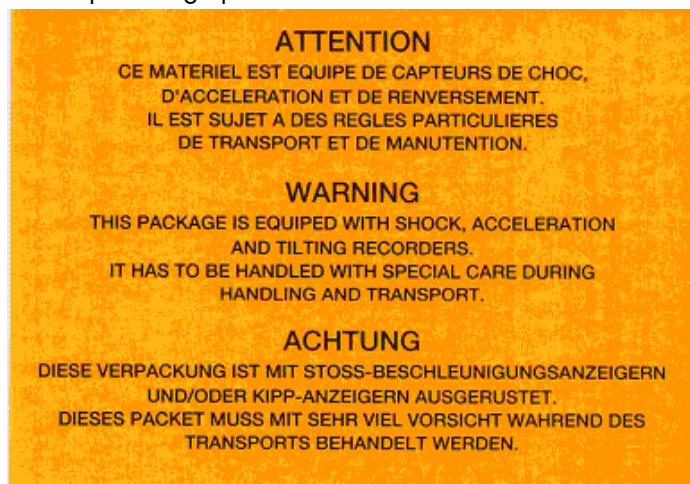 ATTENTION
CE MATERIEL EST EQUIPE DE CAPTEURS DE CHOC,
D'ACCELERATION ET DE RENVERSEMENT.
IL EST SUJET A DES REGLES PARTICULIERES
DE TRANSPORT ET DE MANUTENTION.
WARNING
THIS PACKAGE IS EQUIPED WITH SHOCK, ACCELERATION
AND TILTING RECORDERS.
IT HAS TO BE HANDLED WITH SPECIAL CARE DURING
HANDLING AND TRANSPORT.
ACHTUNG
DIESE VERPACKUNG IST MIT STOSS-BESCHLEUNIGUNGSANZEIGERN
UND/ODER KIPP-ANZEIGERN AUSGERUSTET.
DIESES PACKET MUSS MIT SEHR VIEL VORSICHT WAHREND DES
TRANSPORTS BEHANDELT WERDEN.